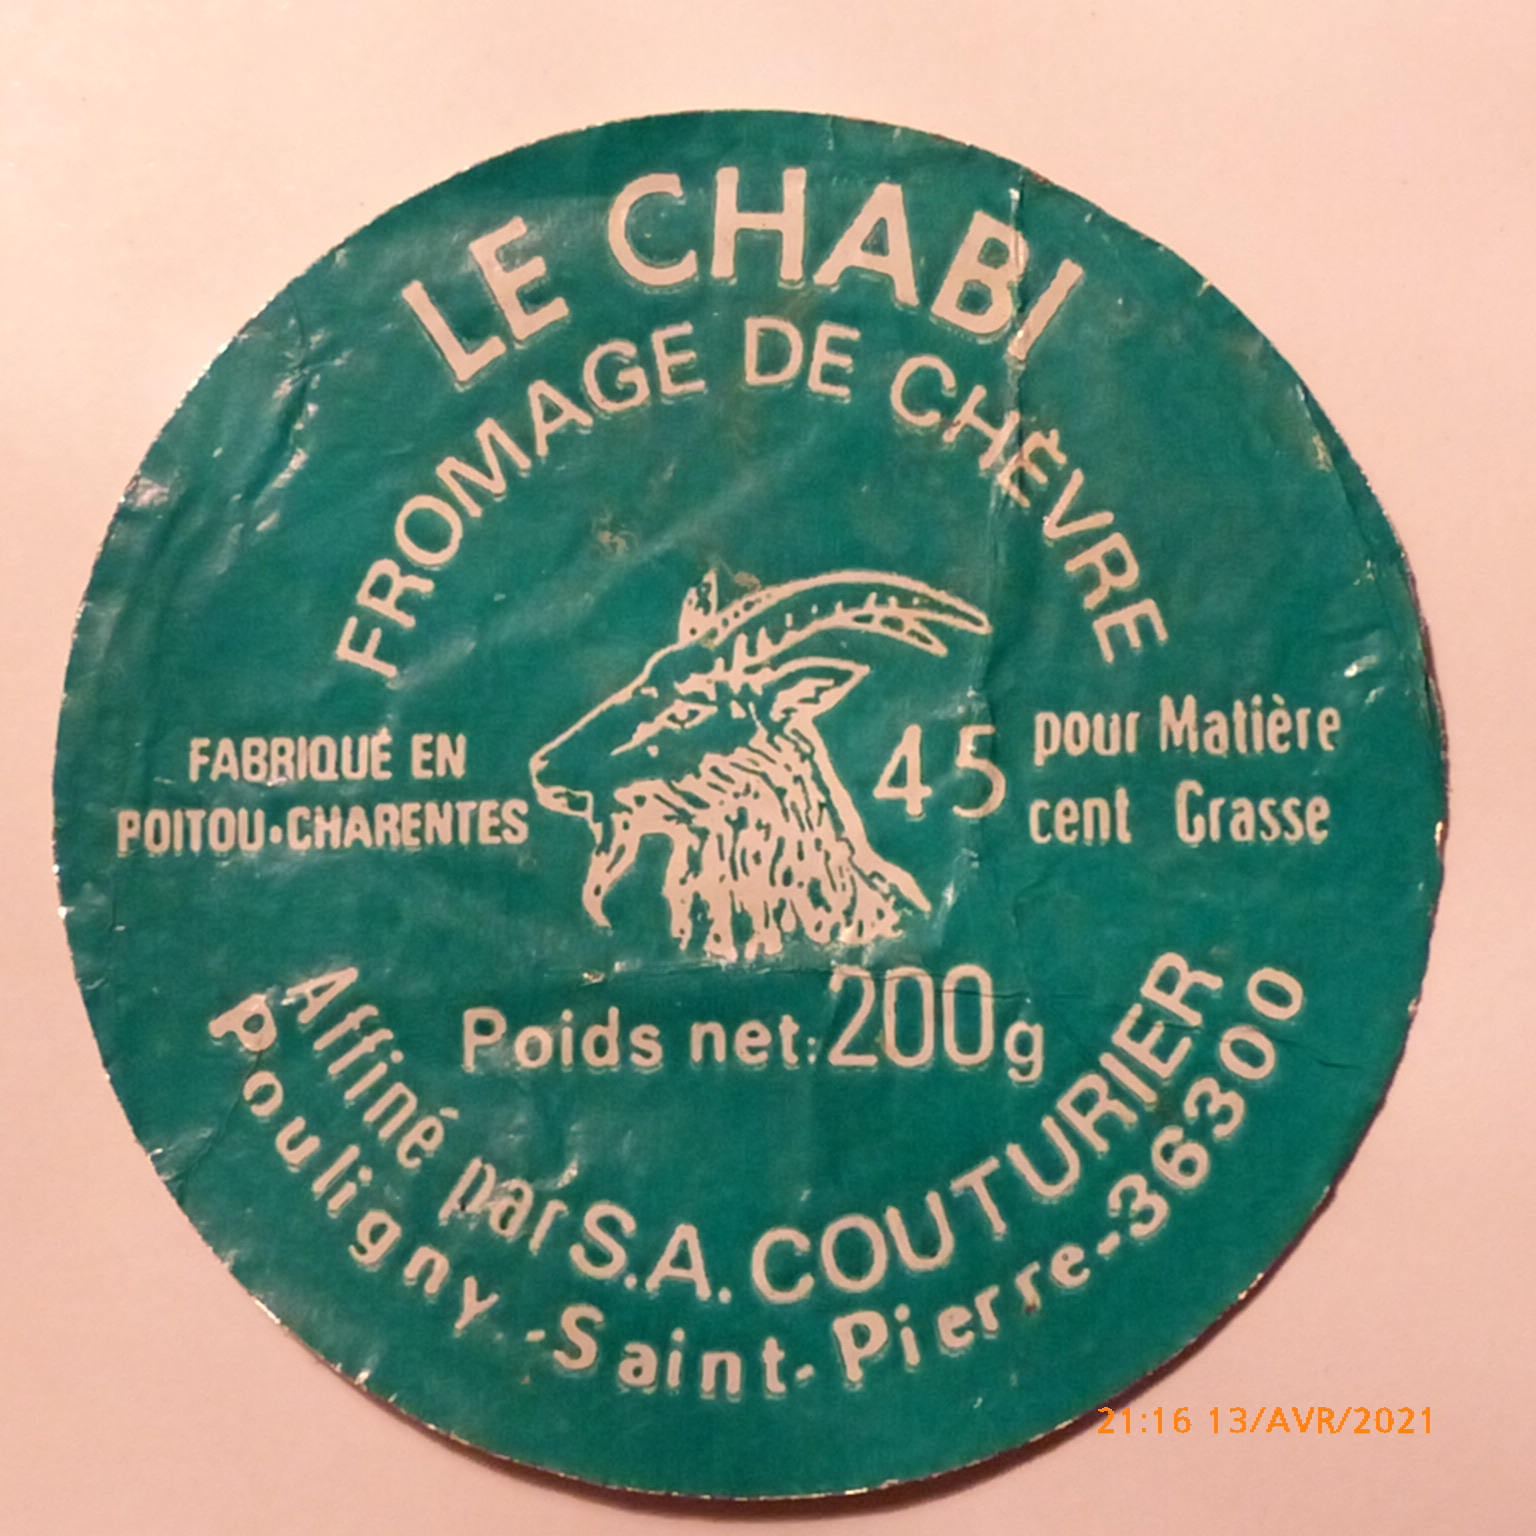 LE CHABI
FROMAGE DE CHÈVRE
FABRIQUÉ EN
POITOU•CHARENTES
45
pour Matière
cent Grasse
Poids net: 200g
Affiné par S.A. COUTURIER
Pouligny-Saint-Pierre-36300
21:16 13/AVR/2021